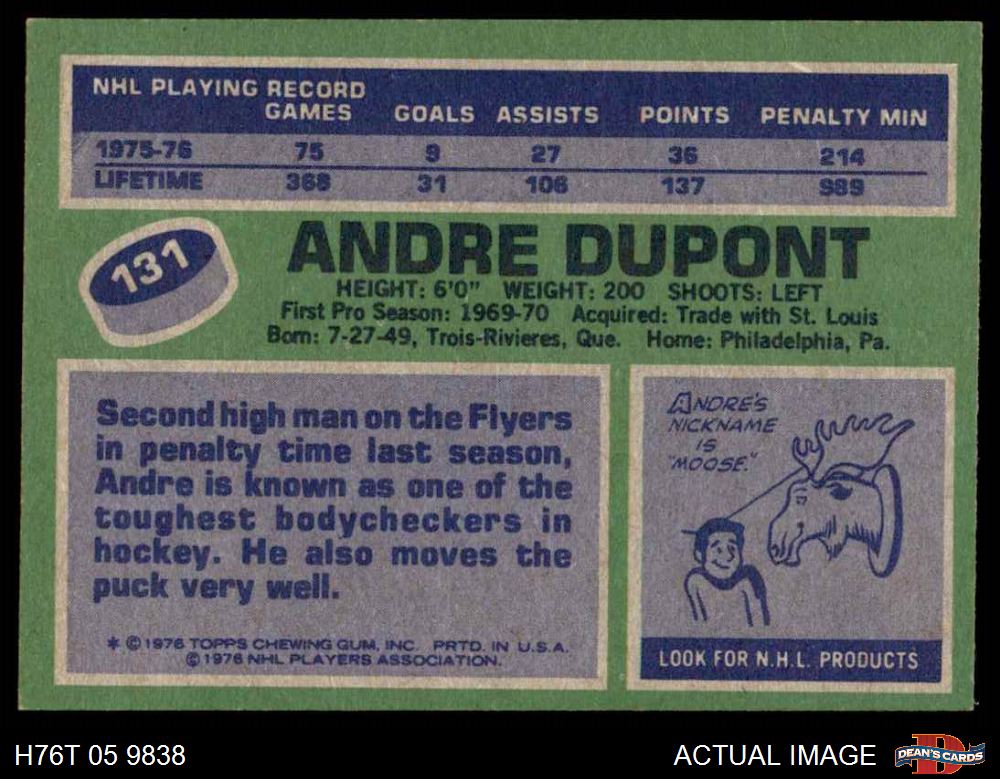 NHL PLAYING RECORD
GAMES GOALS ASSISTS POINTS PENALTY MIN
1975-76 75 9 27 36 214
LIFETIME 368 31 106 137 989
131
ANDRE DUPONT
HEIGHT: 6'0" WEIGHT: 200 SHOOTS: LEFT
First Pro Season: 1969-70 Acquired: Trade with St. Louis
Born: 7-27-49, Trois-Rivieres, Que. Home: Philadelphia, Pa.
Second high man on the Flyers
in penalty time last season,
Andre is known as one of the
toughest bodycheckers in
hockey. He also moves the
puck very well.
* © 1976 TOPPS CHEWING GUM, INC. PRTD. IN U.S.A.
© 1976 NHL PLAYERS ASSOCIATION.
ANDRE'S
NICKNAME
IS
"MOOSE."
LOOK FOR N.H.L. PRODUCTS
H76T 05 9838
ACTUAL IMAGE
DEAN'S CARDS